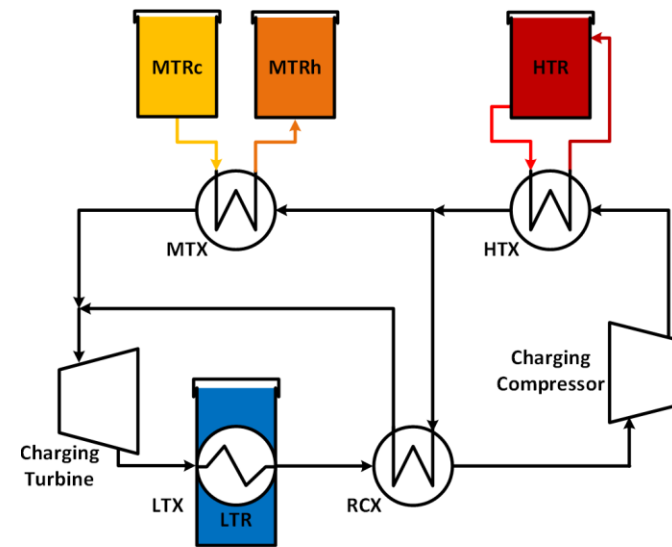 MTRc
MTRh
HTR
MTX
HTX
Charging
Compressor
Charging
Turbine
LTX
LTR
RCX